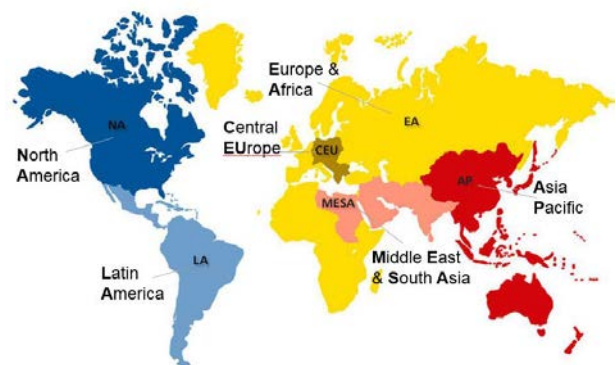 Europe &
Africa
EA
NA
Central
EUrope
CEU
North
America
AP
Asia
Pacific
MESA
LA
Latin
America
Middle East
& South Asia